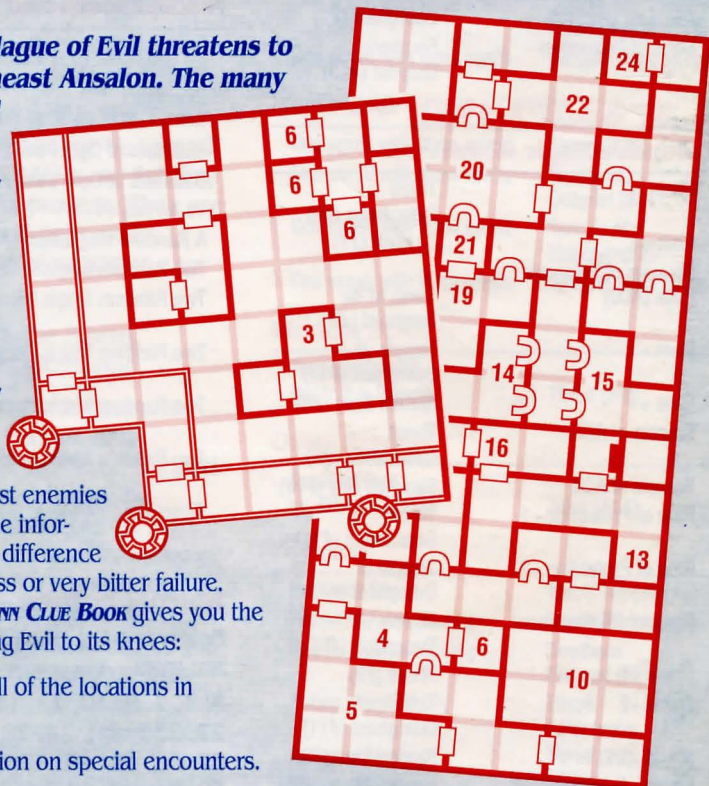 lague of Evil threatens to
east Ansalon. The many
6
6
6
3
24
22
20
21
19
14 15
16
13
4 6
10
5
st enemies
e infor-
difference
ss or very bitter failure.
NN CLUE BOOK gives you the
g Evil to its knees:
ll of the locations in
ion on special encounters.